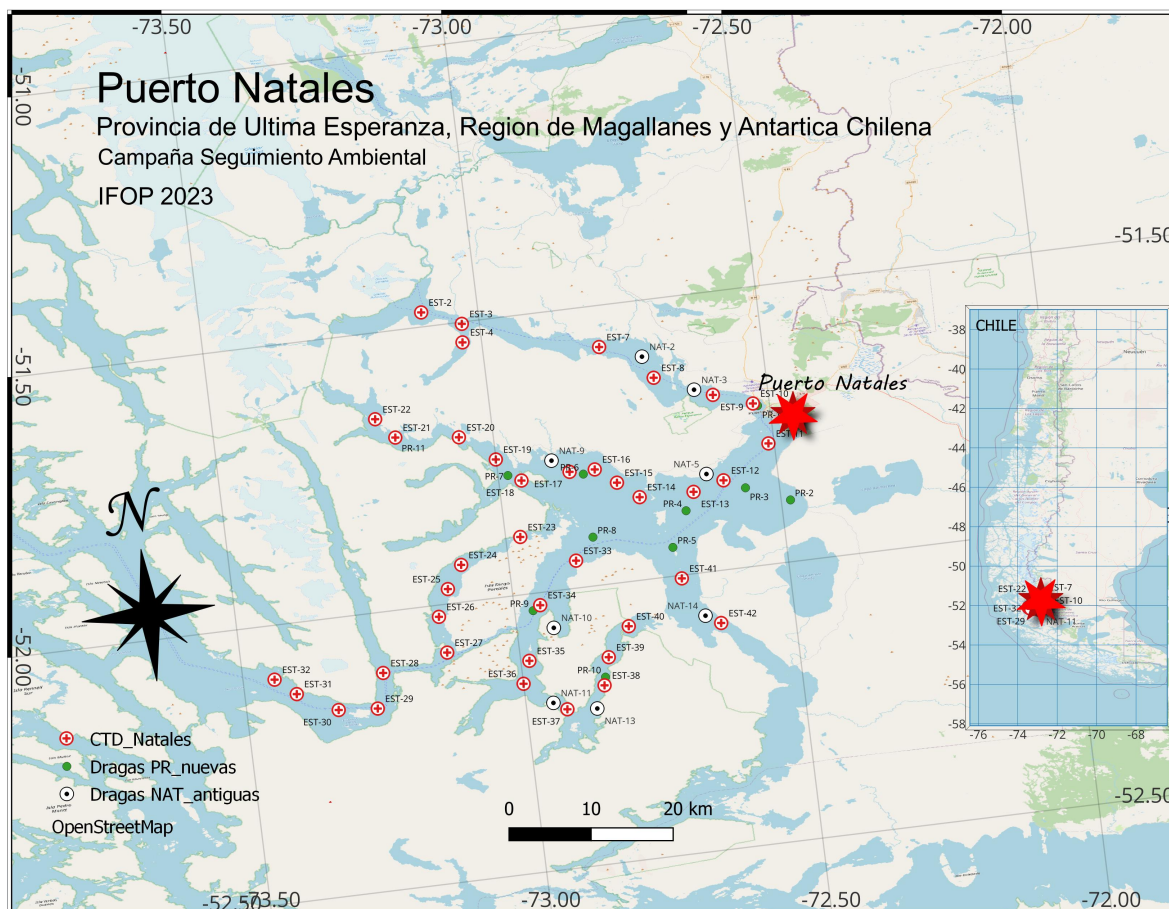 -73.50
-73.00
-72.50
-72.00
-51.00
Puerto Natales
Provincia de Ultima Esperanza, Region de Magallanes y Antartica Chilena
Campaña Seguimiento Ambiental
IFOP 2023
-51.50
EST-2
EST-3
EST-4
EST-7
NAT-2
EST-8
NAT-3
Puerto Natales
EST-10
EST-9
PR-1
EST-11
-51.50
EST-22
EST-21
PR-11
EST-20
EST-19
NAT-9
PR-7
EST-18
EST-17
PR-6
EST-16
EST-15
EST-14
NAT-5
EST-12
PR-4
EST-13
PR-3
PR-2
N
EST-23
PR-8
PR-5
EST-24
EST-33
EST-25
EST-41
EST-26
PR-9
EST-34
NAT-10
EST-40
NAT-14
EST-42
-52.00
EST-27
EST-28
EST-35
EST-39
EST-32
EST-31
EST-36
PR-10
EST-38
EST-30
EST-29
NAT-11
EST-37
NAT-13
CHILE
-38
-40
-42
-44
-46
-48
-50
-52
-54
-56
-58
EST-22
EST-7
EST-10
EST-29
NAT-11
-76
-74
-72
-70
-68
-66
CTD_Natales
Dragas PR_nuevas
Dragas NAT_antiguas
OpenStreetMap
0 10 20 km
-52.50
-52.50
-73.50
-73.00
-72.50
-72.00